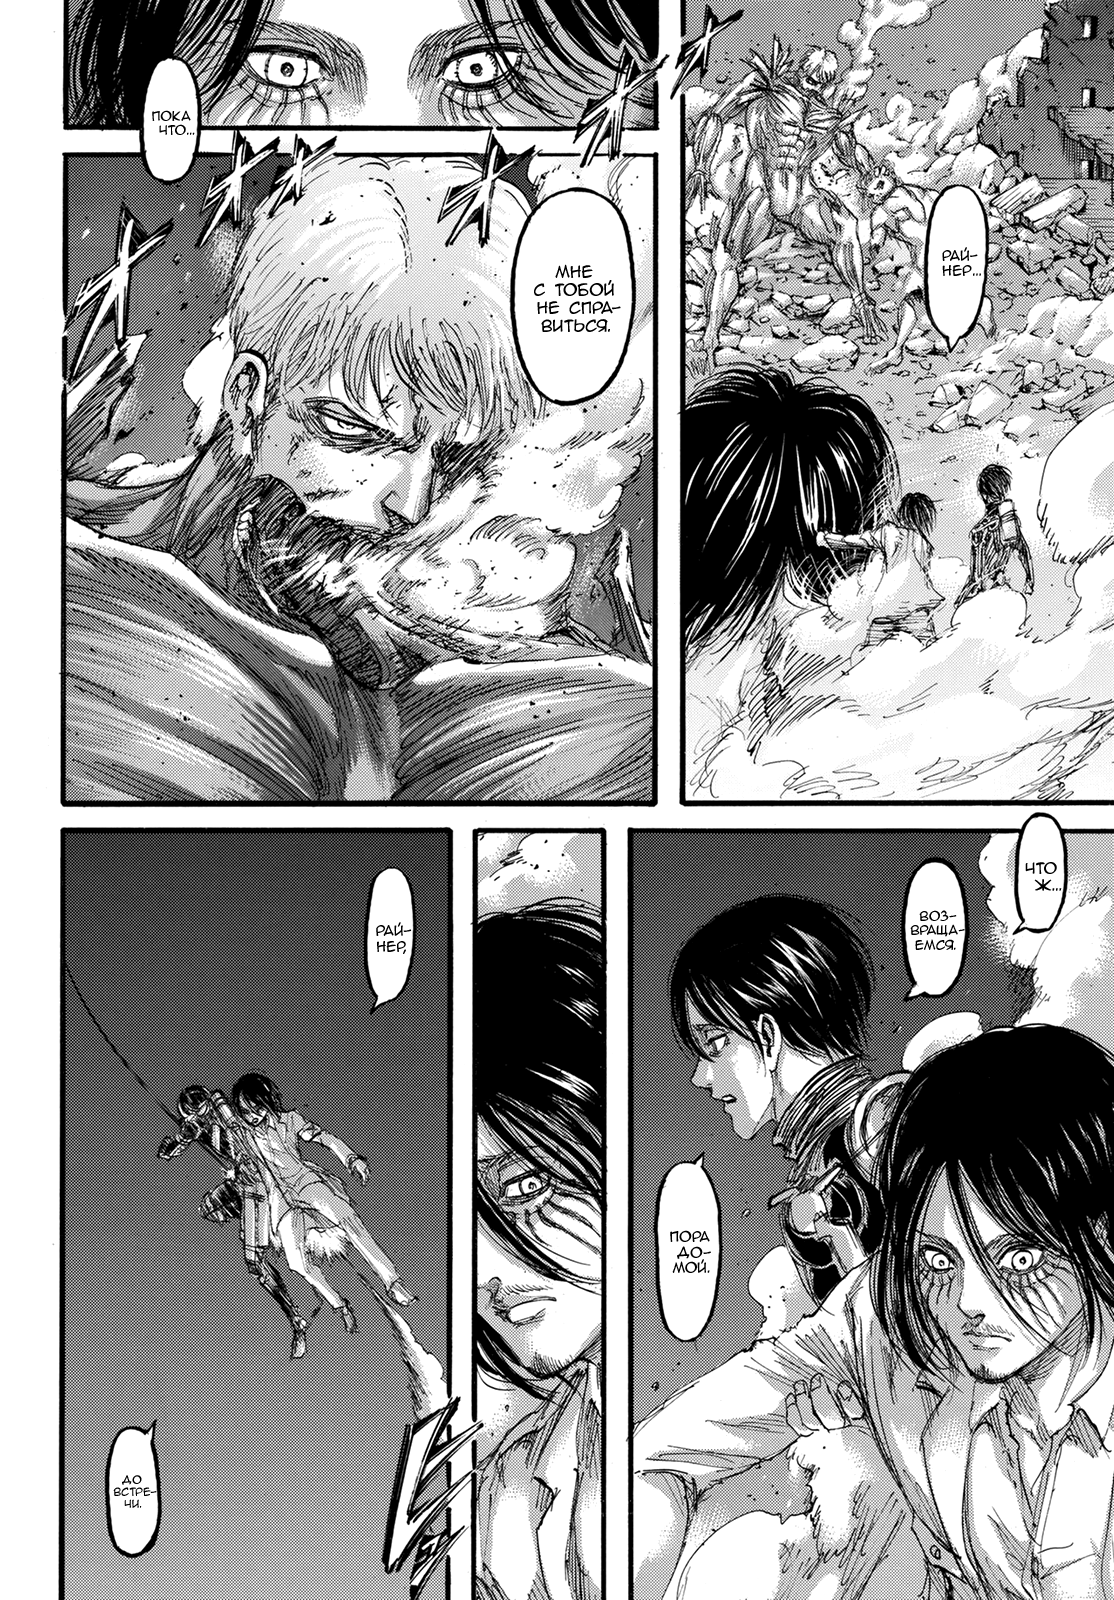 РАЙ-
НЕР...
ПОКА
ЧТО...
МНЕ
С ТОБОЙ
НЕ СПРА-
ВИТЬСЯ.
ЧТО
Ж...
ВОЗ-
ВРАЩА-
ЕМСЯ.
ПОРА
ДО-
МОЙ.
РАЙ-
НЕР,
ДО
ВСТРЕ-
ЧИ.